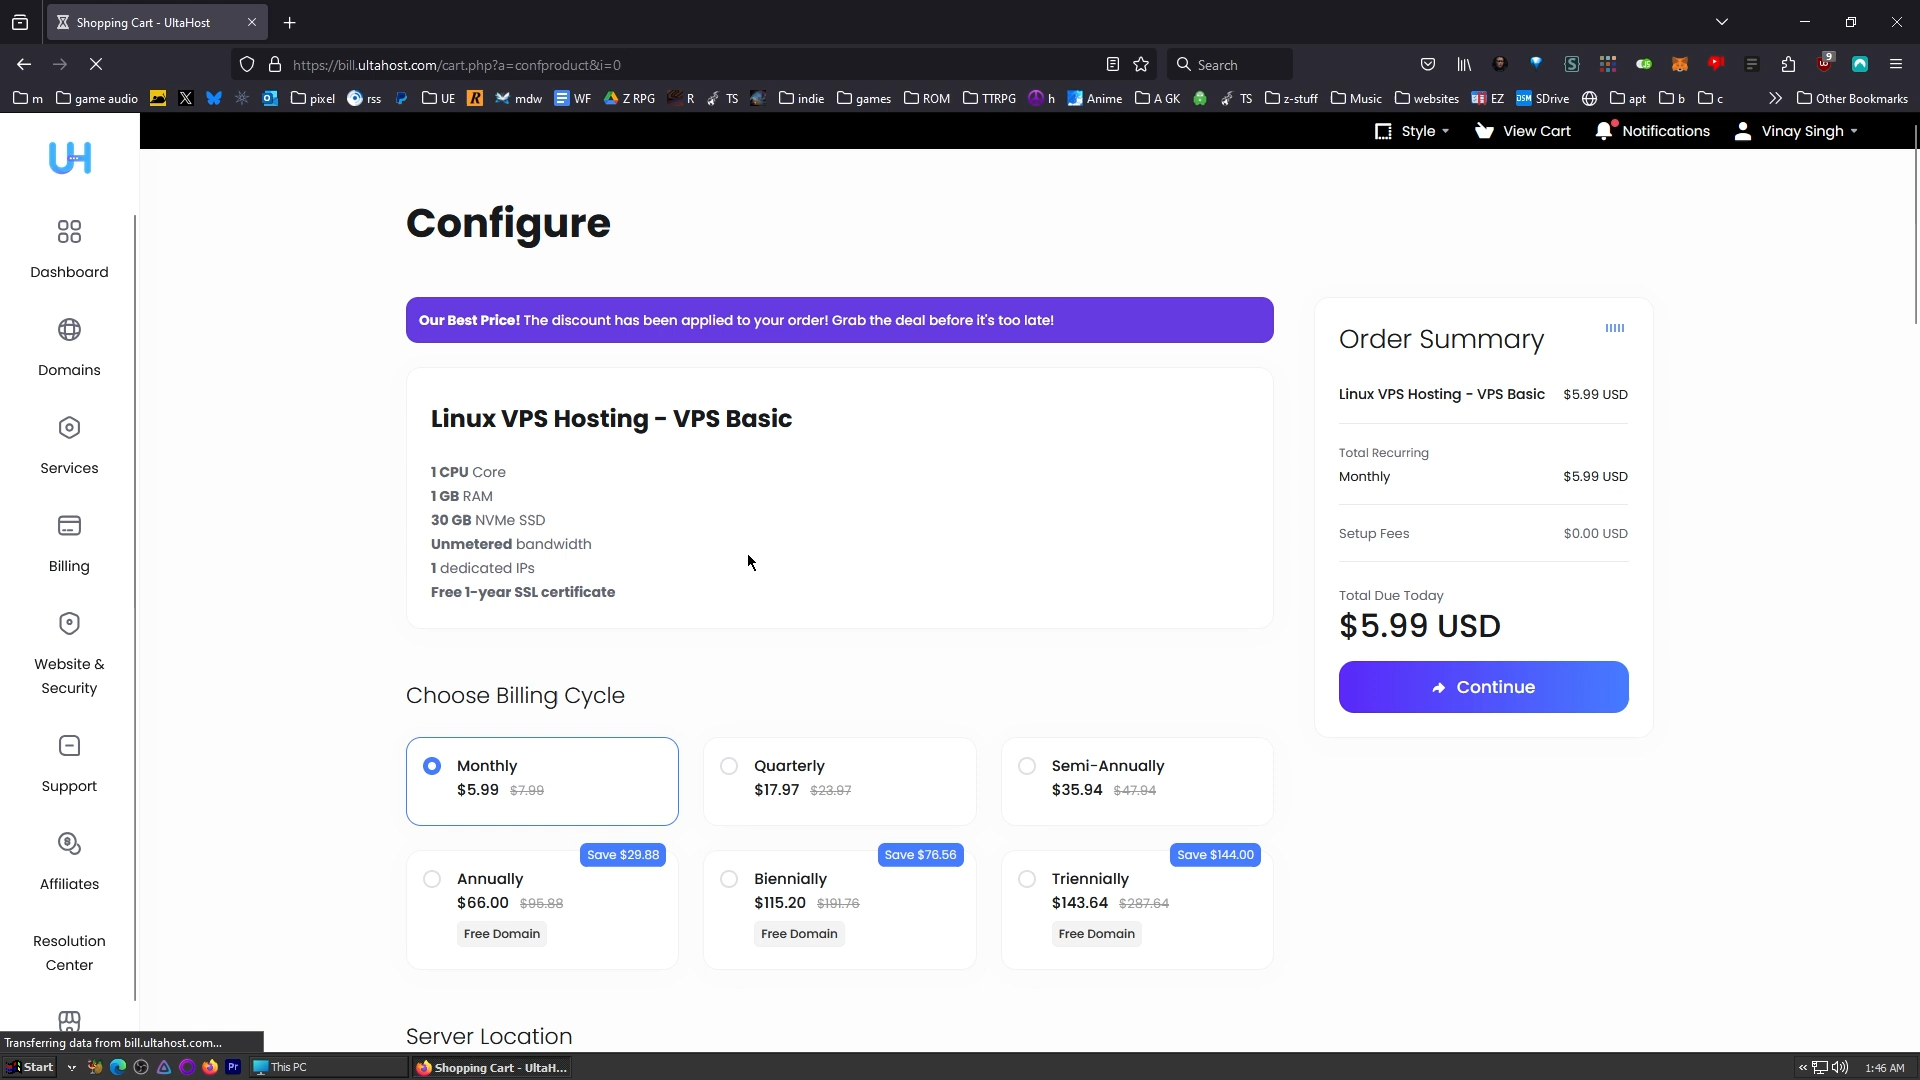 Shopping Cart - UltaHost
https://bill.ultahost.com/cart.php?a=confproduct&i=0
Search
9
m
game audio
pixel
rss
UE
R
mdw
WF
Z RPG
R
TS
indie
games
ROM
TTRPG
h
Anime
A GK
TS
z-stuff
Music
websites
EZ
SDrive
apt
b
c
Other Bookmarks
UH
Style
View Cart
Notifications
Vinay Singh
Dashboard
Domains
Services
Billing
Website &
Security
Support
Affiliates
Resolution
Center
Configure
Our Best Price! The discount has been applied to your order! Grab the deal before it's too late!
Linux VPS Hosting - VPS Basic
1 CPU Core
1 GB RAM
30 GB NVMe SSD
Unmetered bandwidth
1 dedicated IPs
Free 1-year SSL certificate
Choose Billing Cycle
Monthly
$5.99 $7.99
Quarterly
$17.97 $23.97
Semi-Annually
$35.94 $47.94
Save $29.88
Annually
$66.00 $95.88
Free Domain
Save $76.56
Biennially
$115.20 $191.76
Free Domain
Save $144.00
Triennially
$143.64 $287.64
Free Domain
Server Location
Order Summary
Linux VPS Hosting - VPS Basic $5.99 USD
Total Recurring
Monthly $5.99 USD
Setup Fees $0.00 USD
Total Due Today
$5.99 USD
Continue
Transferring data from bill.ultahost.com...
Start
Pr
This PC
Shopping Cart - UltaH...
1:46 AM